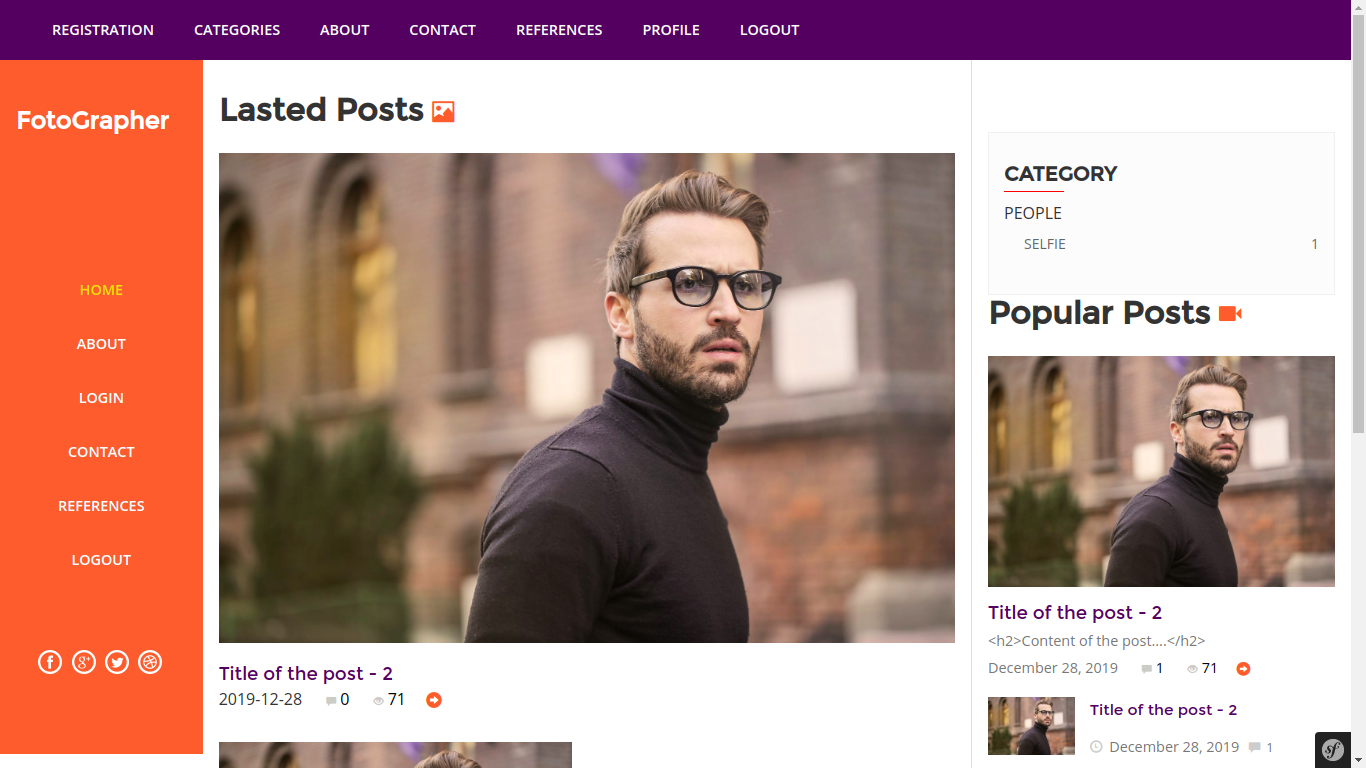 REGISTRATION CATEGORIES ABOUT CONTACT REFERENCES PROFILE LOGOUT
FotoGrapher
HOME
ABOUT
LOGIN
CONTACT
REFERENCES
LOGOUT
Lasted Posts
Title of the post - 2
2019-12-28 0 71
CATEGORY
PEOPLE
SELFIE 1
Popular Posts
Title of the post - 2
<h2>Content of the post....</h2>
December 28, 2019 1 71
Title of the post - 2
December 28, 2019 1
sf